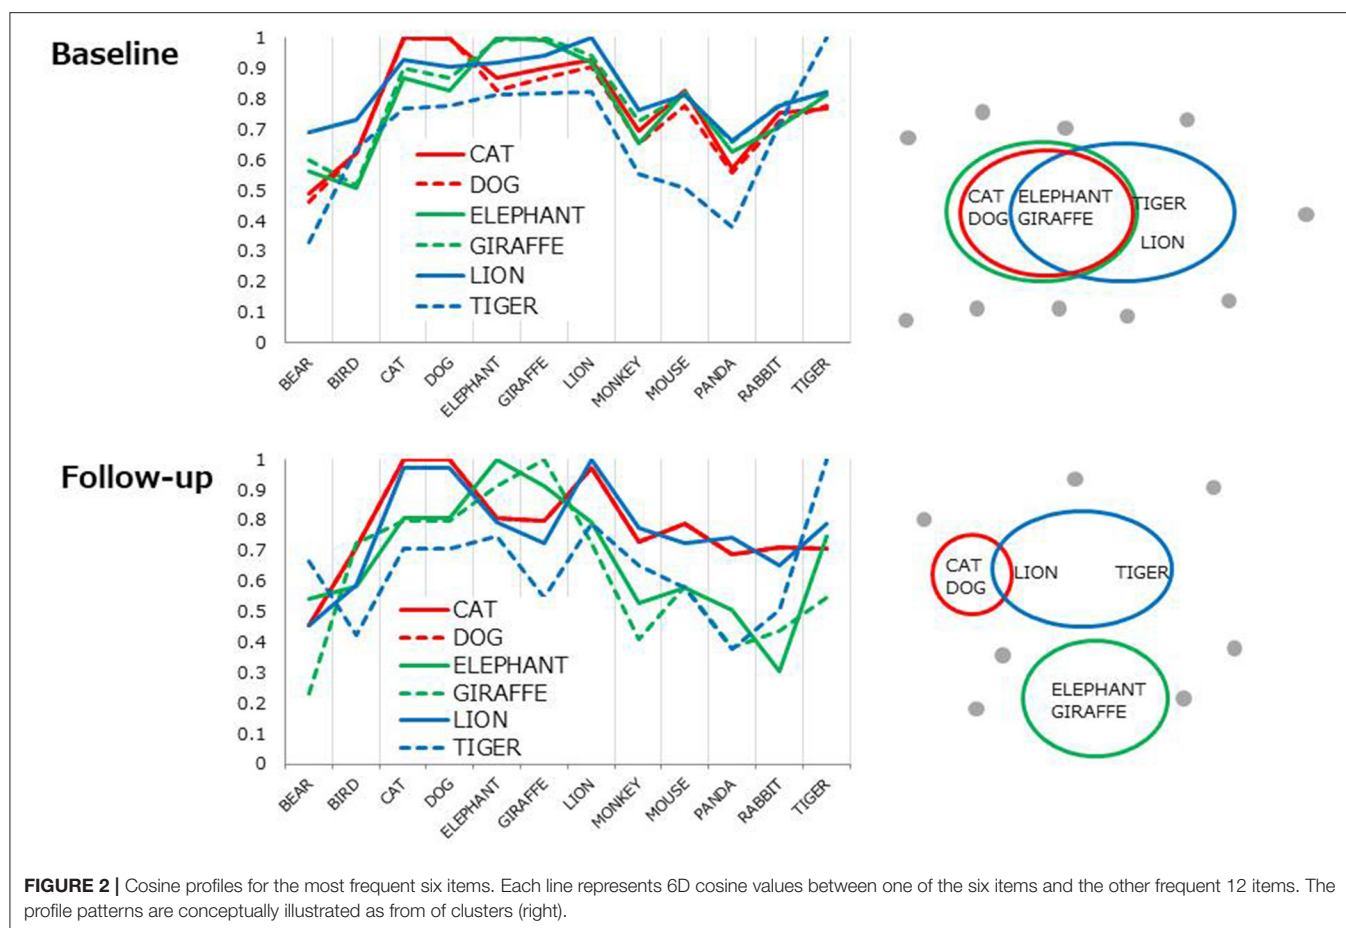 Baseline
1
0.9
0.8
0.7
0.6
0.5
0.4
0.3
0.2
0.1
0
CAT
DOG
ELEPHANT
GIRAFFE
LION
TIGER
BEAR
BIRD
CAT
DOG
ELEPHANT
GIRAFFE
LION
MONKEY
MOUSE
PANDA
RABBIT
TIGER
CAT
DOG
ELEPHANT
GIRAFFE
TIGER
LION
Follow-up
1
0.9
0.8
0.7
0.6
0.5
0.4
0.3
0.2
0.1
0
CAT
DOG
ELEPHANT
GIRAFFE
LION
TIGER
BEAR
BIRD
CAT
DOG
ELEPHANT
GIRAFFE
LION
MONKEY
MOUSE
PANDA
RABBIT
TIGER
CAT
DOG
LION
TIGER
ELEPHANT
GIRAFFE
FIGURE 2 | Cosine profiles for the most frequent six items. Each line represents 6D cosine values between one of the six items and the other frequent 12 items. The
profile patterns are conceptually illustrated as from of clusters (right).